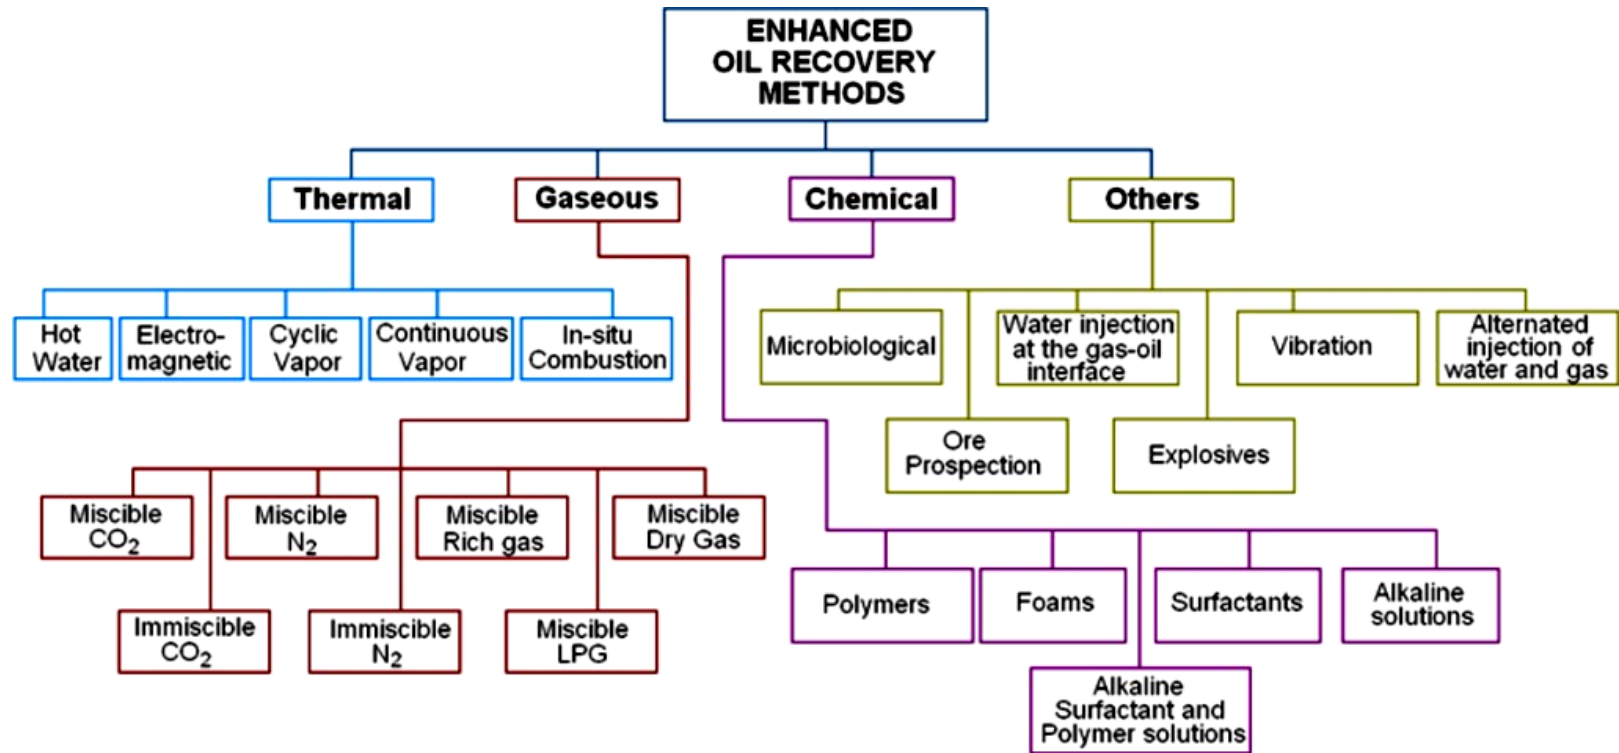 ENHANCED
OIL RECOVERY
METHODS
Thermal
Gaseous
Chemical
Others
Hot
Water
Electro-
magnetic
Cyclic
Vapor
Continuous
Vapor
In-situ
Combustion
Microbiological
Water injection
at the gas-oil
interface
Vibration
Alternated
injection of
water and gas
Ore
Prospection
Explosives
Miscible
CO₂
Miscible
N₂
Miscible
Rich gas
Miscible
Dry Gas
Immiscible
CO₂
Immiscible
N₂
Miscible
LPG
Polymers
Foams
Surfactants
Alkaline
solutions
Alkaline
Surfactant and
Polymer solutions